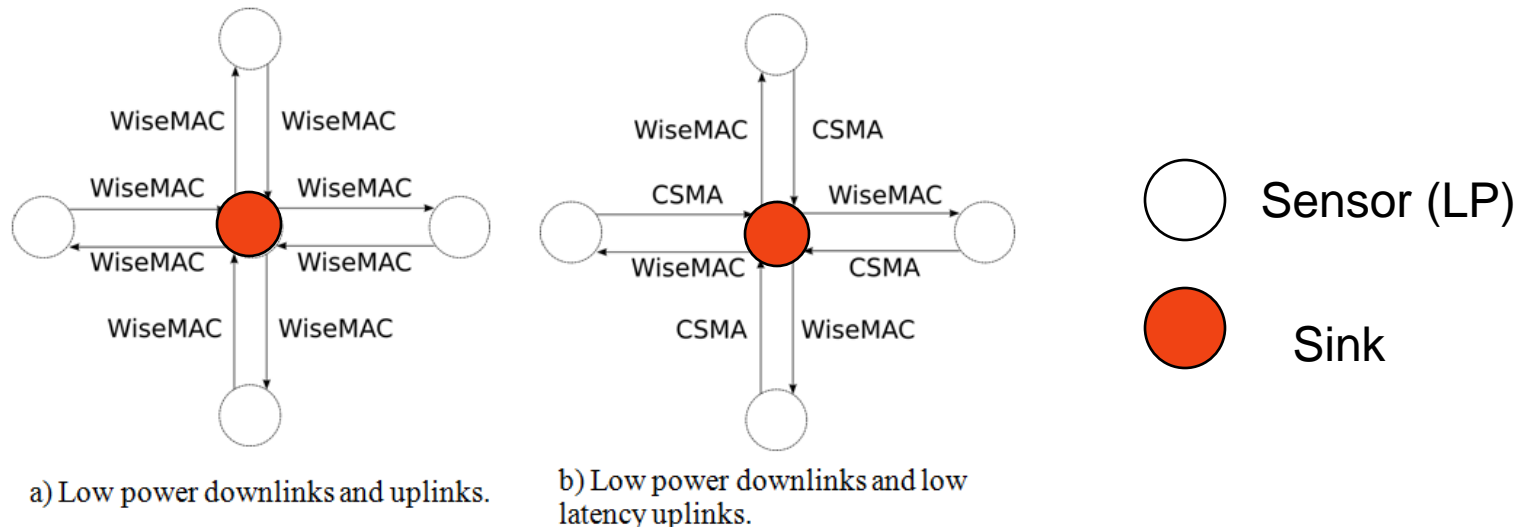 WiseMAC
WiseMAC
WiseMAC
WiseMAC
WiseMAC
WiseMAC
WiseMAC
WiseMAC
a) Low power downlinks and uplinks.
WiseMAC
CSMA
CSMA
WiseMAC
WiseMAC
CSMA
CSMA
WiseMAC
b) Low power downlinks and low
latency uplinks.
Sensor (LP)
Sink